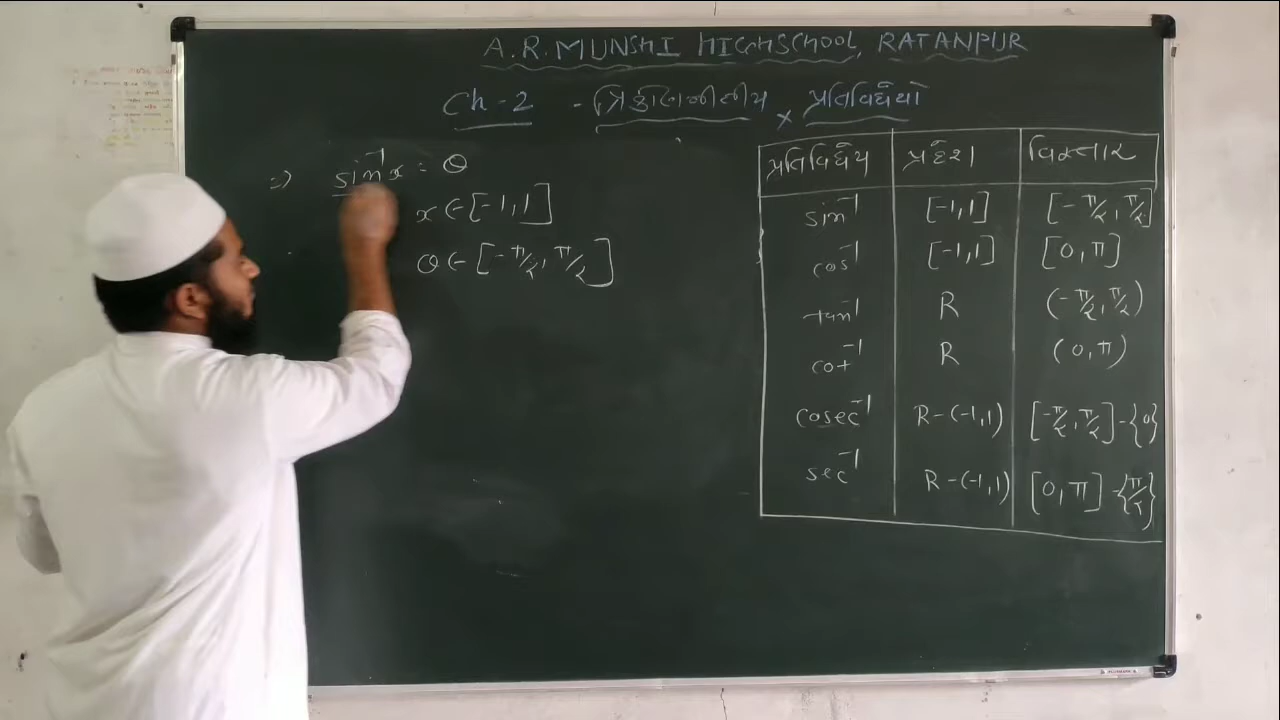 A.R. MUNSHI HIGHSCHOOL, RATANPUR
Ch-2 - ત્રિકોણમીતીય પ્રતિવિધેયો
=> sin⁻¹x = θ
x ∈ [-1,1]
θ ∈ [-π/2, π/2]
પ્રતિવિધેય પ્રદેશ વિસ્તાર
sin⁻¹ [-1,1] [-π/2, π/2]
cos⁻¹ [-1,1] [0, π]
tan⁻¹ R (-π/2, π/2)
cot⁻¹ R (0, π)
cosec⁻¹ R-(-1,1) [-π/2, π/2]-{0}
sec⁻¹ R-(-1,1) [0, π]-{π/2}